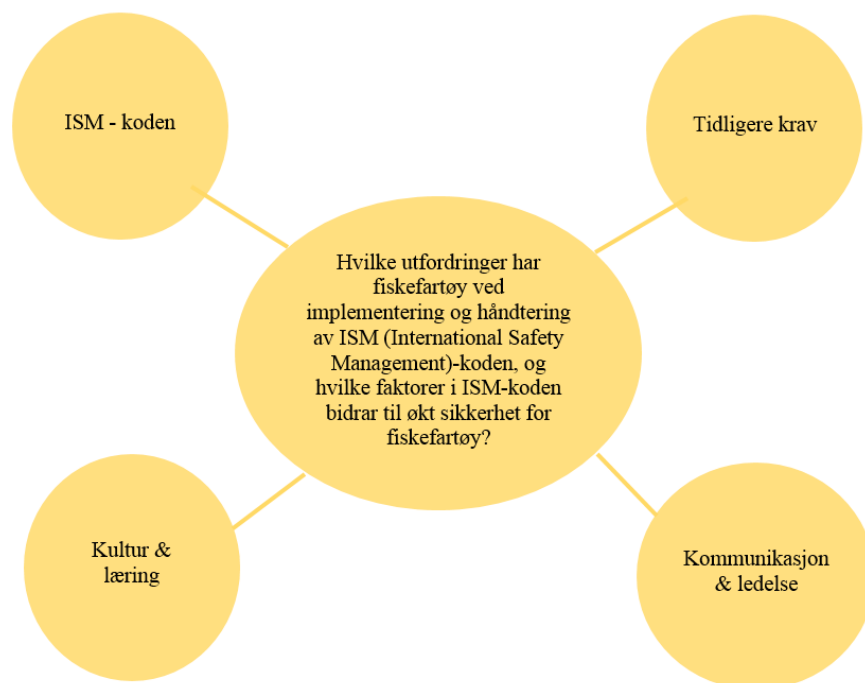 ISM - koden
Tidligere krav
Hvilke utfordringer har
fiskefartøy ved
implementering og håndtering
av ISM (International Safety
Management)-koden, og
hvilke faktorer i ISM-koden
bidrar til økt sikkerhet for
fiskefartøy?
Kultur &
læring
Kommunikasjon
& ledelse